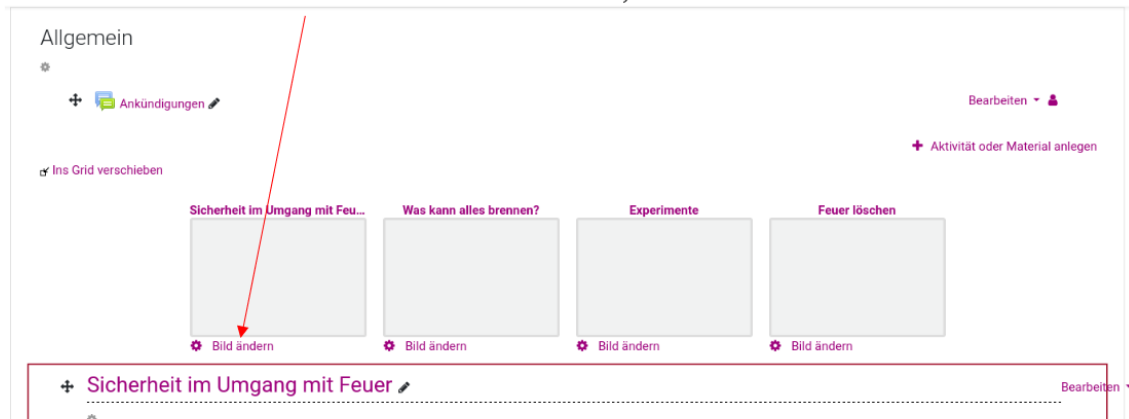 Allgemein
Ankündigungen
Bearbeiten
Aktivität oder Material anlegen
Ins Grid verschieben
Sicherheit im Umgang mit Feu... Was kann alles brennen? Experimente Feuer löschen
Bild ändern Bild ändern Bild ändern Bild ändern
Sicherheit im Umgang mit Feuer
Bearbeiten